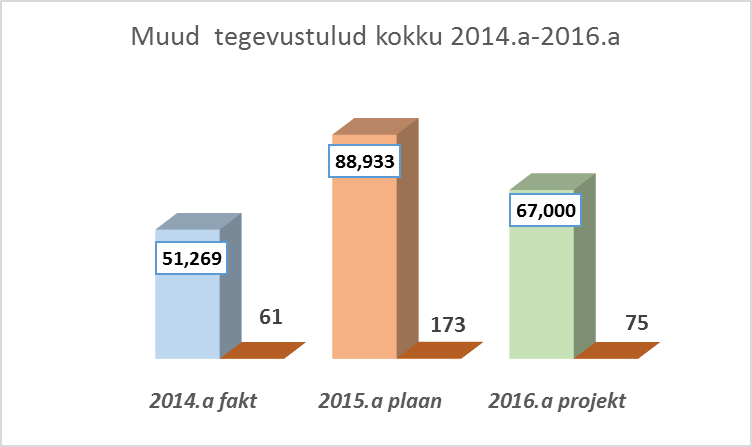 Muud  tegevustulud kokku 2014.a-2016.a
88,933
67,000
51,269
61
173
75
2014.a fakt
2015.a plaan
2016.a projekt